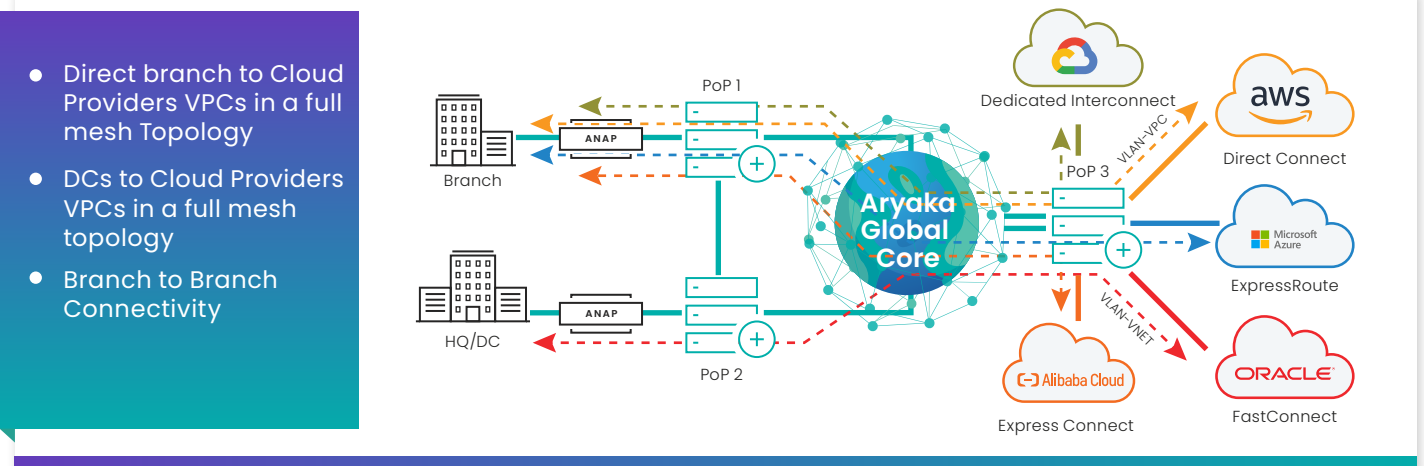 Direct branch to Cloud
Providers VPCs in a full
mesh Topology
DCs to Cloud Providers
VPCs in a full mesh
topology
Branch to Branch
Connectivity
PoP 1
ANAP
Branch
HQ/DC
ANAP
PoP 2
Aryaka
Global
Core
Dedicated Interconnect
PoP 3
VLAN-VPC
aws
Direct Connect
Microsoft
Azure
ExpressRoute
VLAN-VNET
Alibaba Cloud
Express Connect
ORACLE
FastConnect